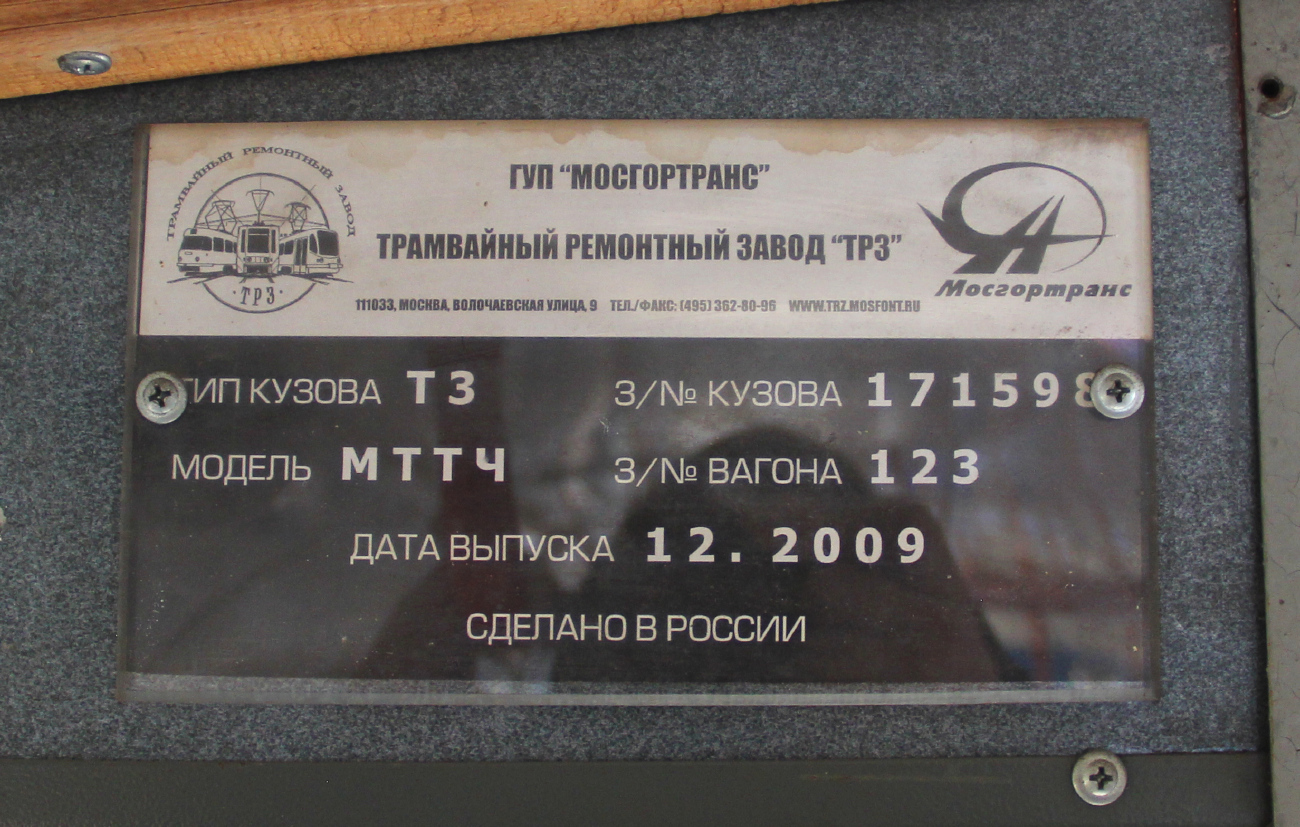 ТРАМВАЙНЫЙ РЕМОНТНЫЙ ЗАВОД
·ТРЗ·
ГУП “МОСГОРТРАНС”
ТРАМВАЙНЫЙ РЕМОНТНЫЙ ЗАВОД “ТРЗ”
111033, МОСКВА, ВОЛОЧАЕВСКАЯ УЛИЦА, 9 ТЕЛ./ФАКС: (495) 362-80-96 WWW.TRZ.MOSFONT.RU
Мосгортранс
ТИП КУЗОВА Т3 З/№ КУЗОВА 171598
МОДЕЛЬ МТТЧ З/№ ВАГОНА 123
ДАТА ВЫПУСКА 12.2009
СДЕЛАНО В РОССИИ